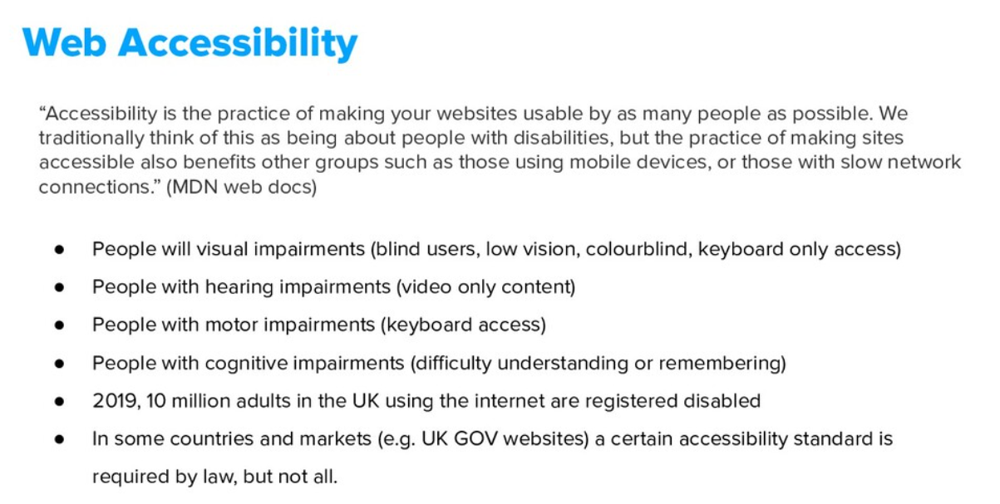 Web Accessibility
“Accessibility is the practice of making your websites usable by as many people as possible. We
traditionally think of this as being about people with disabilities, but the practice of making sites
accessible also benefits other groups such as those using mobile devices, or those with slow network
connections.” (MDN web docs)
● People will visual impairments (blind users, low vision, colourblind, keyboard only access)
● People with hearing impairments (video only content)
● People with motor impairments (keyboard access)
● People with cognitive impairments (difficulty understanding or remembering)
● 2019, 10 million adults in the UK using the internet are registered disabled
● In some countries and markets (e.g. UK GOV websites) a certain accessibility standard is
required by law, but not all.